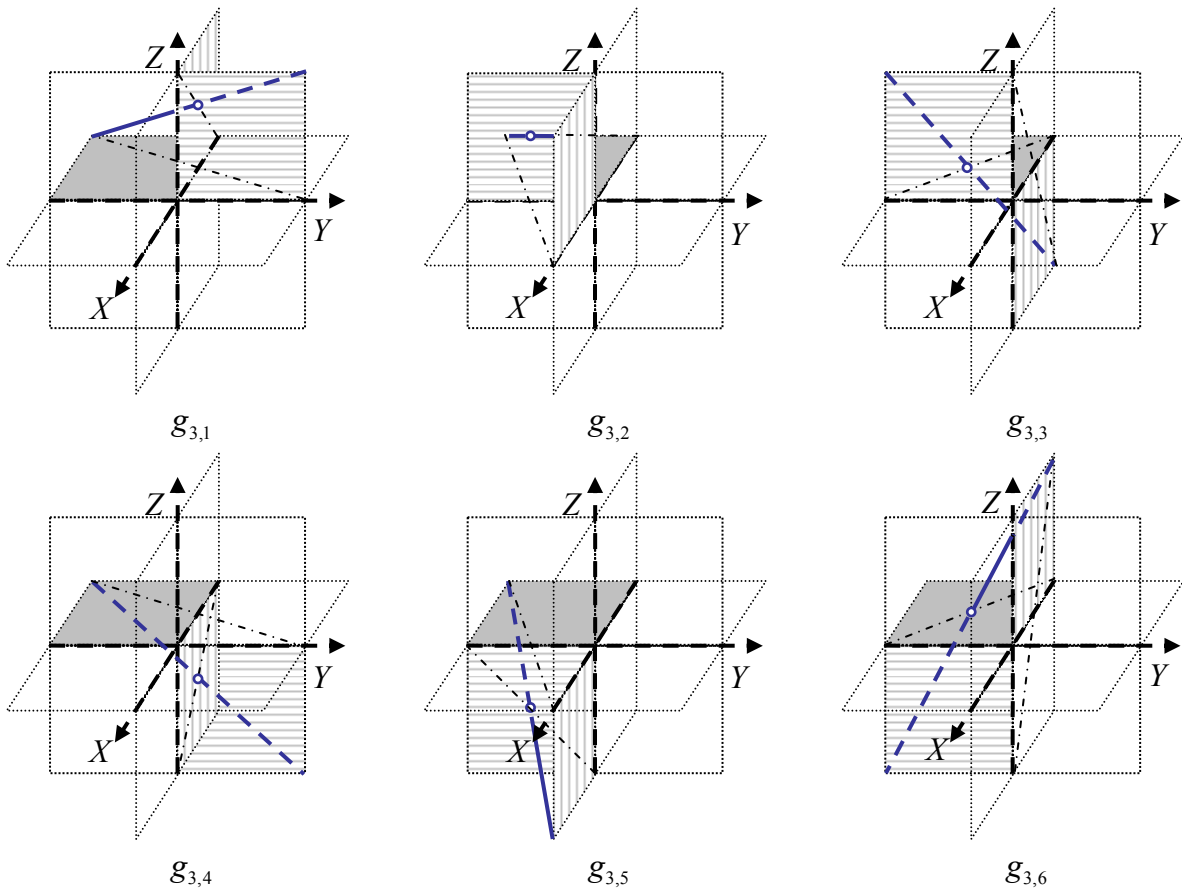 Z Z Z
Y Y Y
X X X
g3,1 g3,2 g3,3
Z Z Z
Y Y Y
X X X
g3,4 g3,5 g3,6